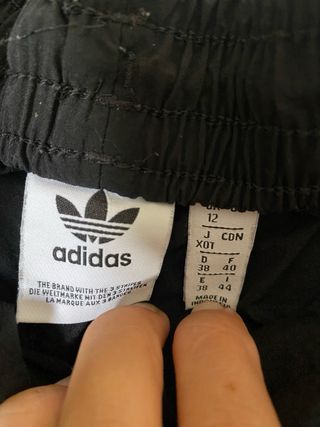 adidas
THE BRAND WITH THE 3 STRIPES
DIE WELTMARKE MIT DEN 3 STREIFEN
LA MARQUE AUX 3 BANDES
12
J CDN
XOT
D F
38 40
E I
38 44
MADE IN
INDONESIA